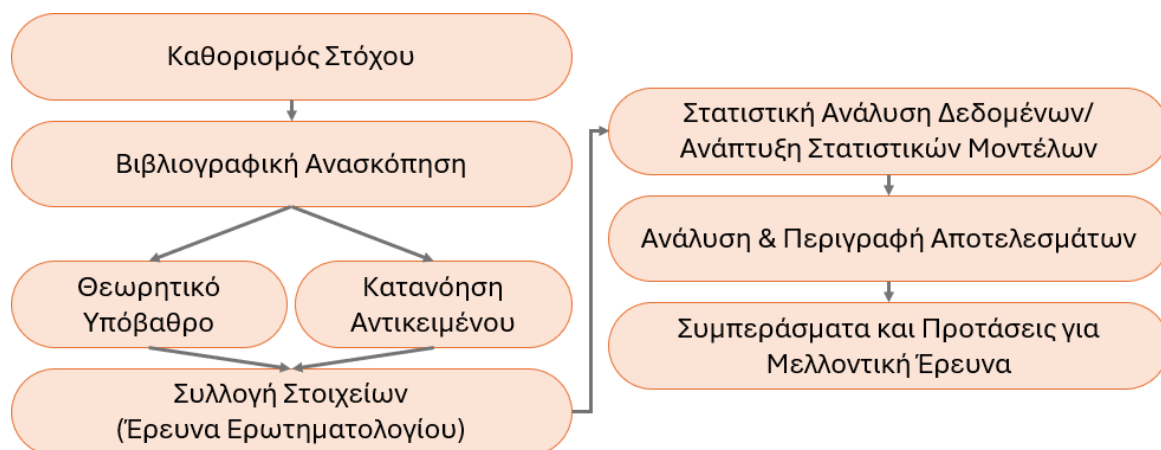 Καθορισμός Στόχου
Βιβλιογραφική Ανασκόπηση
Θεωρητικό
Υπόβαθρο
Κατανόηση
Αντικειμένου
Συλλογή Στοιχείων
(Έρευνα Ερωτηματολογίου)
Στατιστική Ανάλυση Δεδομένων/
Ανάπτυξη Στατιστικών Μοντέλων
Ανάλυση & Περιγραφή Αποτελεσμάτων
Συμπεράσματα και Προτάσεις για
Μελλοντική Έρευνα